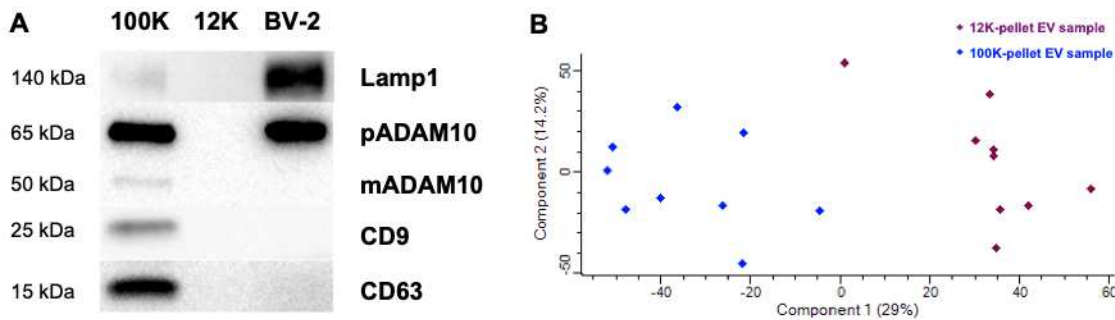 A
100K 12K BV-2
140 kDa Lamp1
65 kDa pADAM10
50 kDa mADAM10
25 kDa CD9
15 kDa CD63
B
12K-pellet EV sample
100K-pellet EV sample
Component 2 (14.2%)
50
0
-50
-40 -20 0 20 40 60
Component 1 (29%)